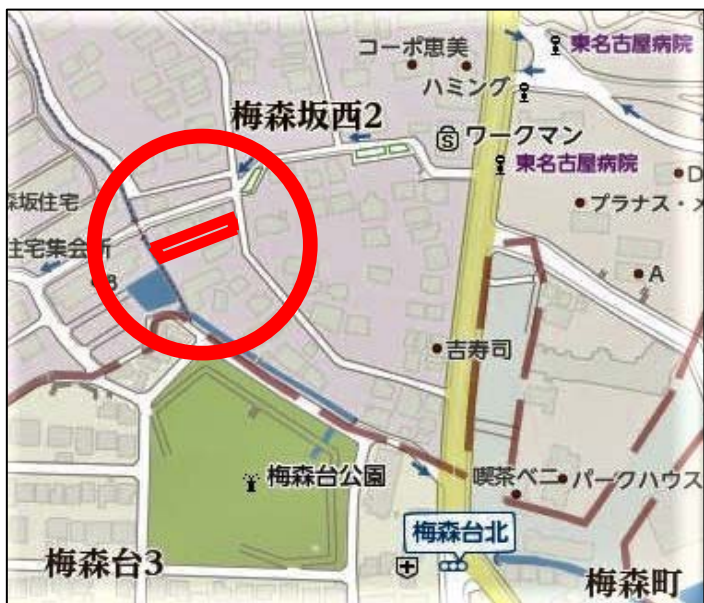 コーポ恵美
東名古屋病院
ハミング
梅森坂西2
ワークマン
S
東名古屋病院
D
プラナス・メ
森坂住宅
住宅集会所
B
A
吉寿司
梅森台公園
喫茶ベニ
パークハウス
梅森台北
梅森台3
梅森町